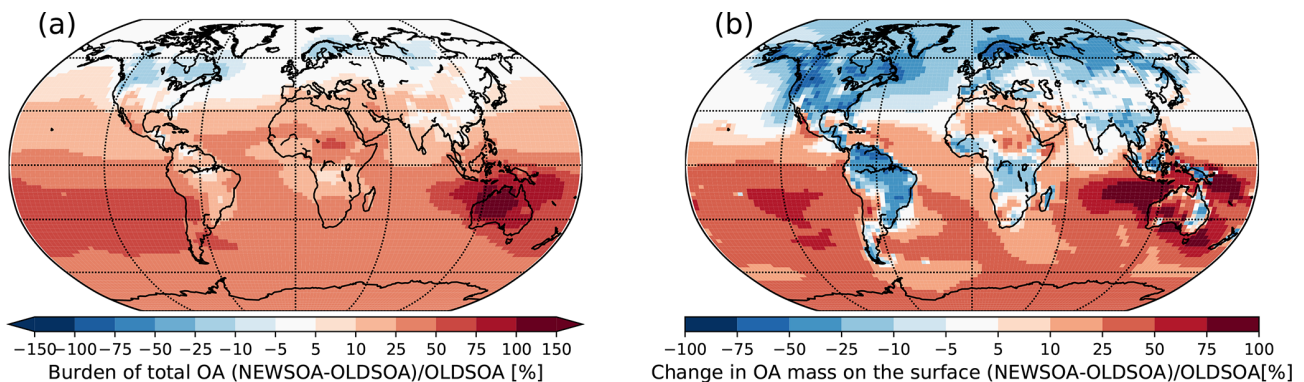 (a)
(b)
−150 −100 −75 −50 −25 −10 −5 5 10 25 50 75 100 150
Burden of total OA (NEWSOA-OLDSOA)/OLDSOA [%]
−100 −75 −50 −25 −10 −5 5 10 25 50 75 100
Change in OA mass on the surface (NEWSOA-OLDSOA)/OLDSOA[%]